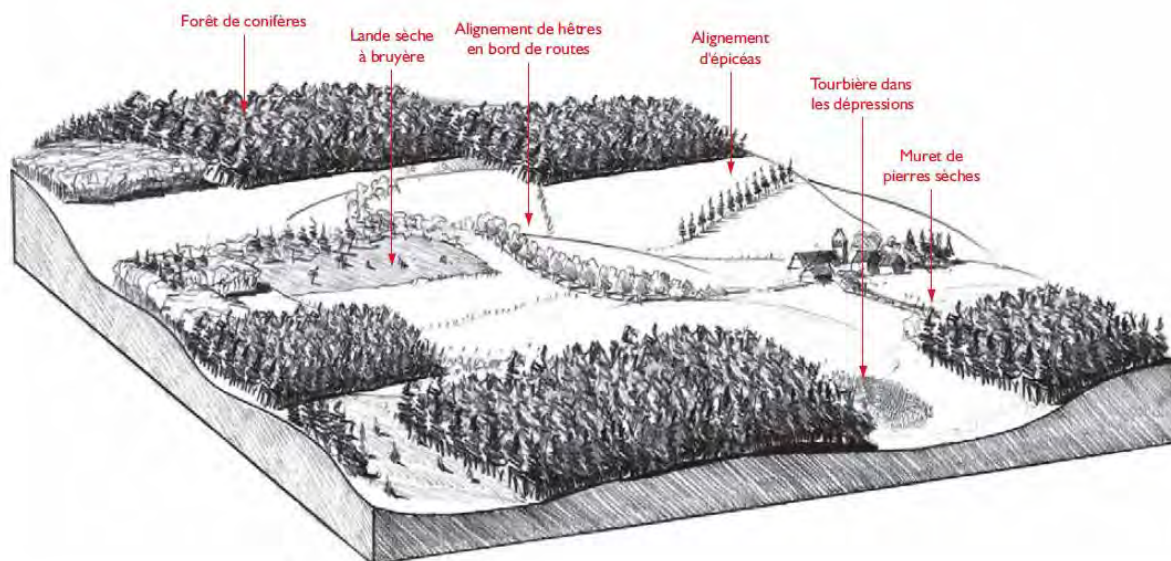 Forêt de conifères
Lande sèche
à bruyère
Alignement de hêtres
en bord de routes
Alignement
d'épicéas
Tourbière dans
les dépressions
Muret de
pierres sèches